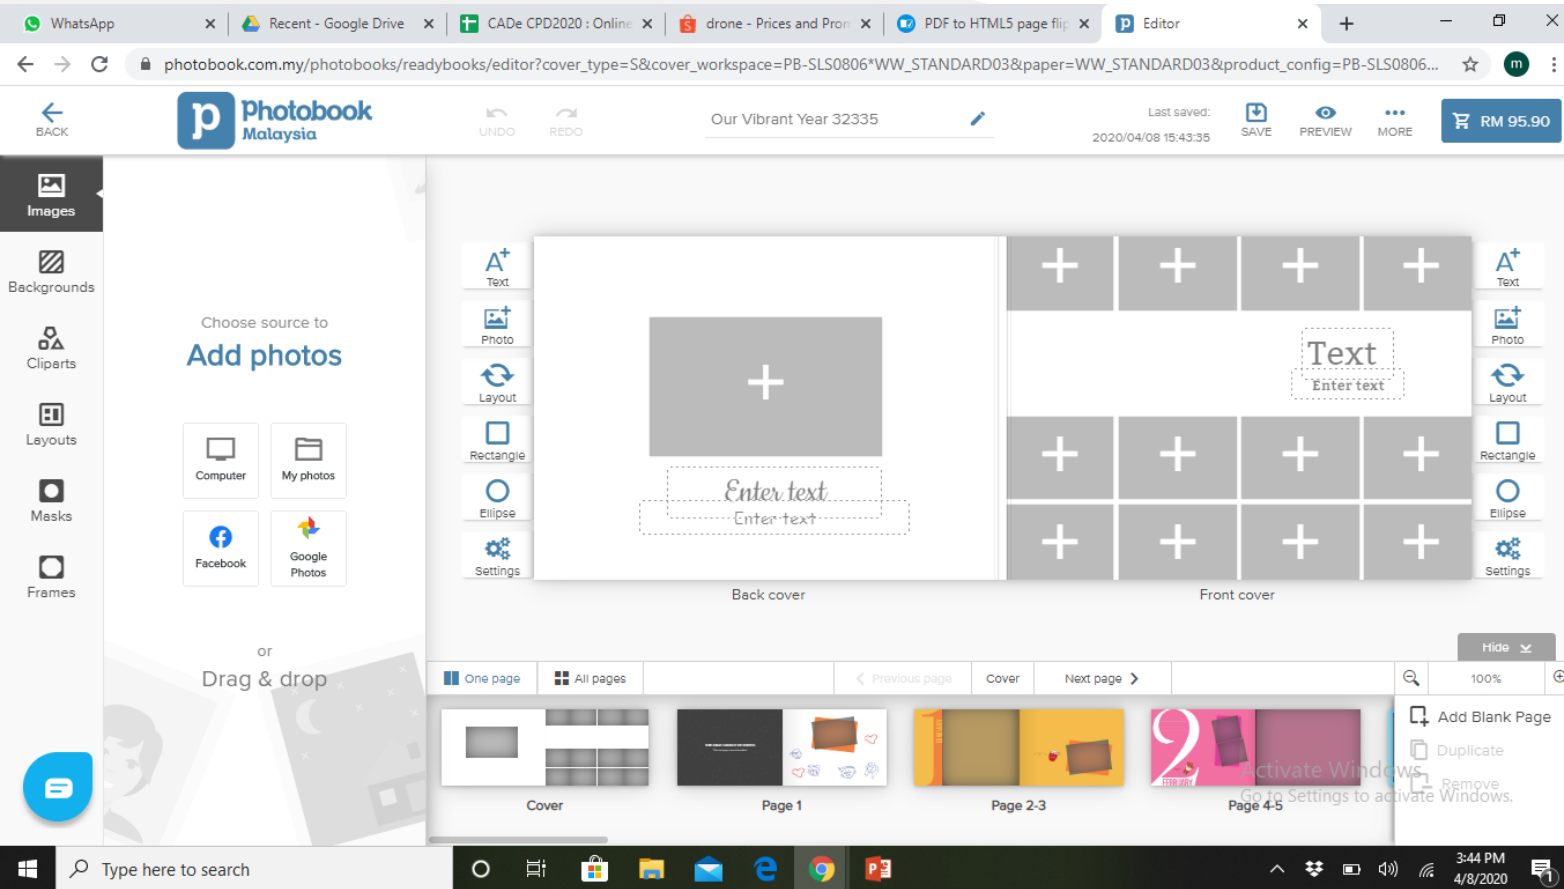 WhatsApp
Recent - Google Drive
CADe CPD2020 : Online
drone - Prices and Pron
PDF to HTML5 page flip
Editor
photobook.com.my/photobooks/readybooks/editor?cover_type=S&cover_workspace=PB-SLS0806*WW_STANDARD03&paper=WW_STANDARD03&product_config=PB-SLS0806...
m
BACK
p Photobook
Malaysia
UNDO
REDO
Our Vibrant Year 32335
Last saved:
2020/04/08 15:43:35
SAVE
PREVIEW
MORE
RM 95.90
Images
Backgrounds
Cliparts
Layouts
Masks
Frames
Choose source to
Add photos
Computer
My photos
Facebook
Google
Photos
or
Drag & drop
Text
Photo
Layout
Rectangle
Ellipse
Settings
Enter text
Enter text
Back cover
Text
Enter text
Front cover
Text
Photo
Layout
Rectangle
Ellipse
Settings
Hide
One page
All pages
Previous page
Cover
Next page
100%
Add Blank Page
Duplicate
Remove
1
2
FEBRUARY
Cover
Page 1
Page 2-3
Page 4-5
Activate Windows
Go to Settings to activate Windows.
Type here to search
3:44 PM
4/8/2020
1